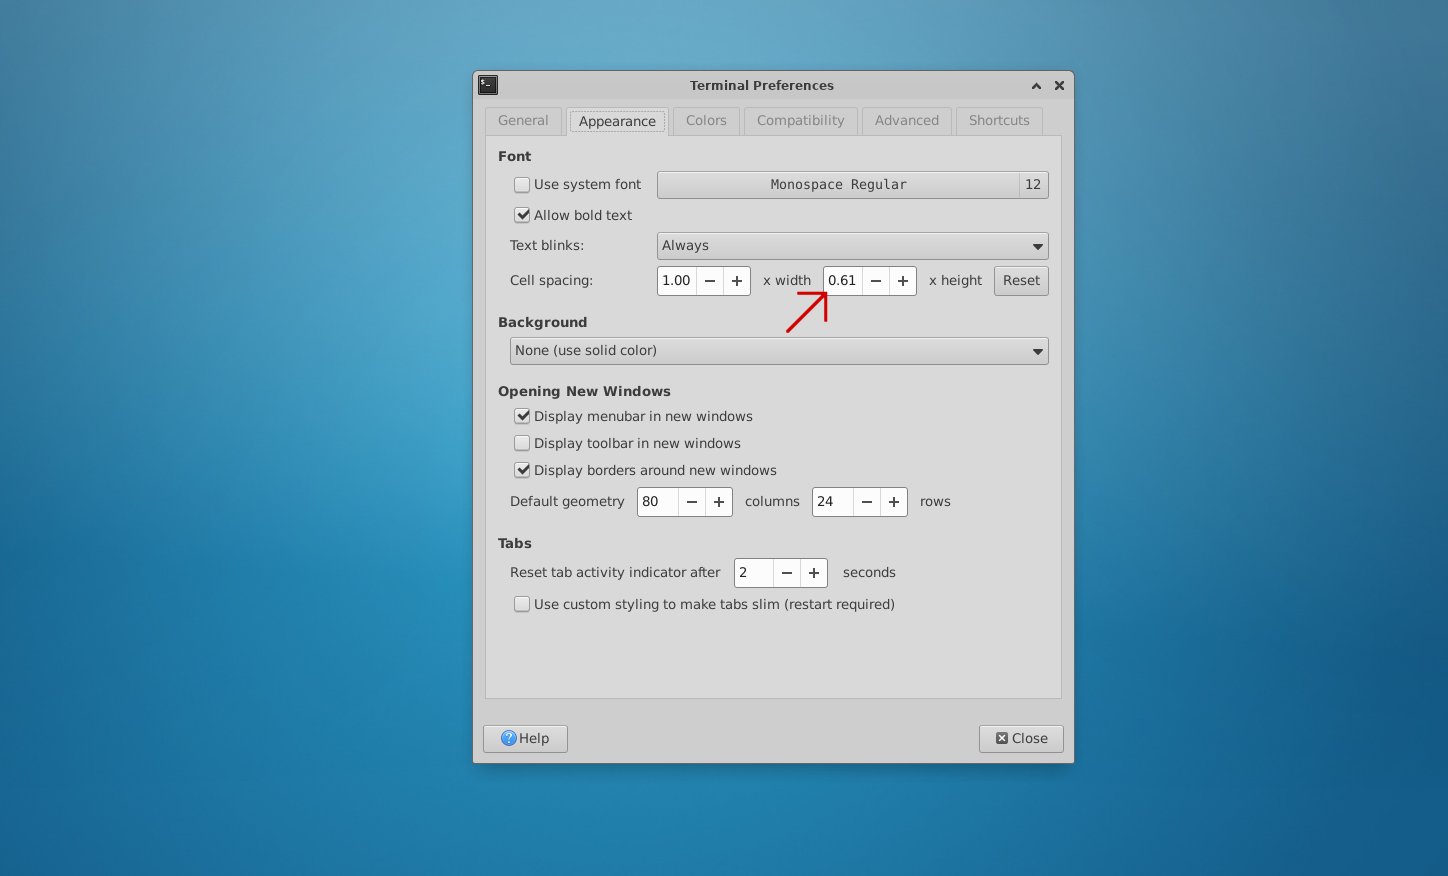 Terminal Preferences
General Appearance Colors Compatibility Advanced Shortcuts
Font
Use system font Monospace Regular 12
Allow bold text
Text blinks: Always
Cell spacing: 1.00 x width 0.61 x height Reset
Background
None (use solid color)
Opening New Windows
Display menubar in new windows
Display toolbar in new windows
Display borders around new windows
Default geometry 80 columns 24 rows
Tabs
Reset tab activity indicator after 2 seconds
Use custom styling to make tabs slim (restart required)
Help Close